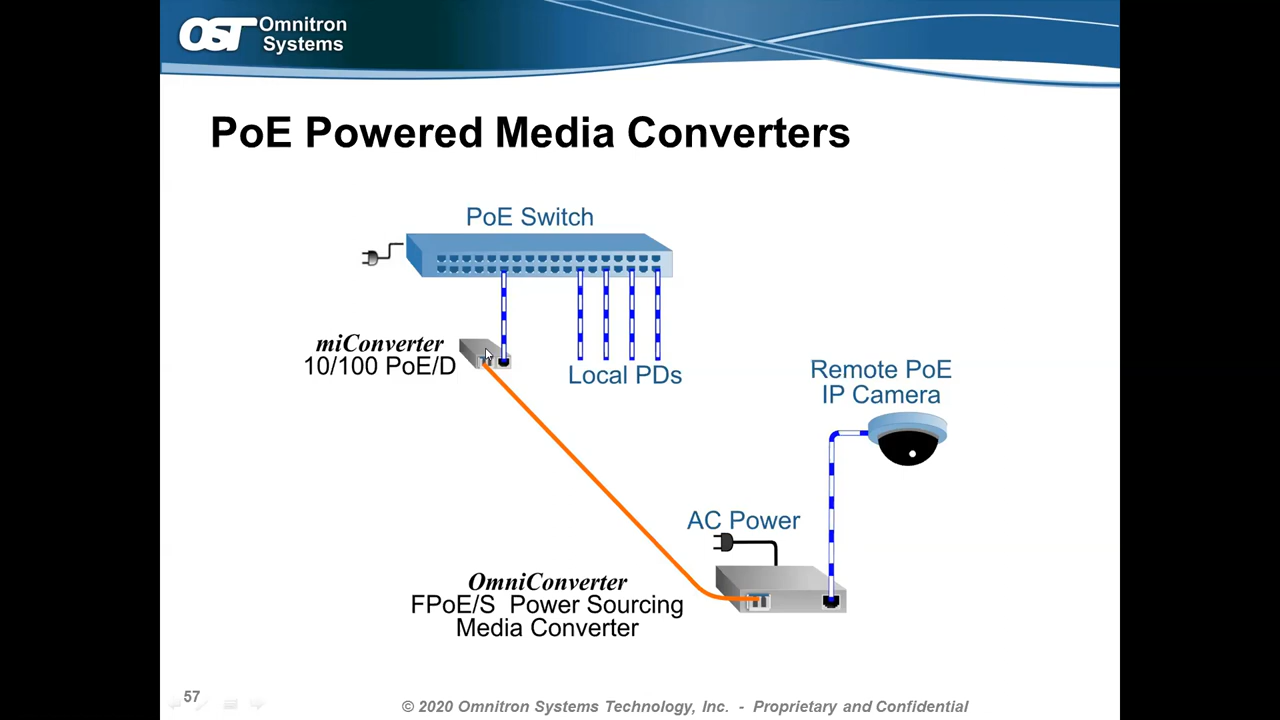 OST Omnitron
Systems
PoE Powered Media Converters
PoE Switch
miConverter
10/100 PoE/D
Local PDs
Remote PoE
IP Camera
AC Power
OmniConverter
FPoE/S Power Sourcing
Media Converter
57
© 2020 Omnitron Systems Technology, Inc. - Proprietary and Confidential